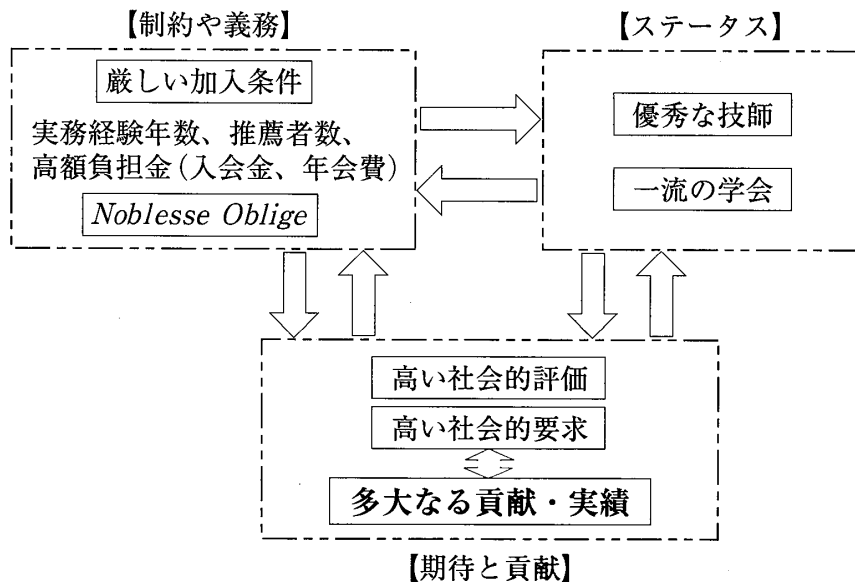 【制約や義務】
【ステータス】
厳しい加入条件
実務経験年数、推薦者数、
高額負担金(入会金、年会費)
Noblesse Oblige
優秀な技師
一流の学会
高い社会的評価
高い社会的要求
多大なる貢献・実績
【期待と貢献】